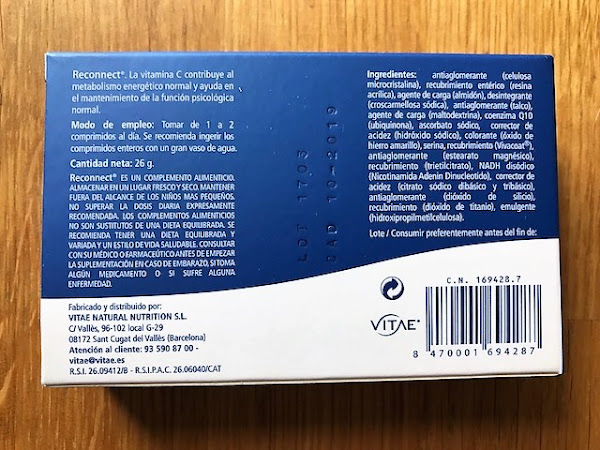 Reconnect®. La vitamina C contribuye al
metabolismo energético normal y ayuda en
el mantenimiento de la función psicológica
normal.
Modo de empleo: Tomar de 1 a 2
comprimidos al día. Se recomienda ingerir los
comprimidos enteros con un gran vaso de agua.
Cantidad neta: 26 g.
Reconnect® ES UN COMPLEMENTO ALIMENTICIO.
ALMACENAR EN UN LUGAR FRESCO Y SECO. MANTENER
FUERA DEL ALCANCE DE LOS NIÑOS MAS PEQUEÑOS.
NO SUPERAR LA DOSIS DIARIA EXPRESAMENTE
RECOMENDADA. LOS COMPLEMENTOS ALIMENTICIOS
NO SON SUSTITUTOS DE UNA DIETA EQUILIBRADA. SE
RECOMIENDA TENER UNA DIETA EQUILIBRADA Y
VARIADA Y UN ESTILO DE VIDA SALUDABLE. CONSULTAR
CON SU MÉDICO O FARMACÉUTICO ANTES DE EMPEZAR
LA SUPLEMENTACIÓN EN CASO DE EMBARAZO, SI TOMA
ALGÚN MEDICAMENTO O SI SUFRE ALGUNA
ENFERMEDAD.
Fabricado y distribuido por:
VITAE NATURAL NUTRITION S.L.
C/ Vallès, 96-102 local G-29
08172 Sant Cugat del Vallès (Barcelona)
Atención al cliente: 93 590 87 00 -
vitae@vitae.es
R.S.I. 26.09412/B - R.S.I.P.A.C. 26.06040/CAT
LOT 1703
CAD 10-2019
Ingredientes: antiaglomerante (celulosa
microcristalina), recubrimiento entérico (resina
acrílica), agente de carga (almidón), desintegrante
(croscarmellosa sódica), antiaglomerante (talco),
agente de carga (maltodextrina), coenzima Q10
(ubiquinona), ascorbato sódico, corrector de
acidez (hidróxido sódico), colorante (óxido de
hierro amarillo), serina, recubrimiento (Vivacoat®),
antiaglomerante (estearato magnésico),
recubrimiento (trietilcitrato), NADH disódico
(Nicotinamida Adenin Dinucleotido), corrector de
acidez (citrato sódico dibásico y tribásico),
antiaglomerante (dióxido de silicio),
recubrimiento (dióxido de titanio), emulgente
(hidroxipropilmetilcelulosa).
Lote / Consumir preferentemente antes del fin de:
VITAE®
C.N. 169428.7
8 470001 694287